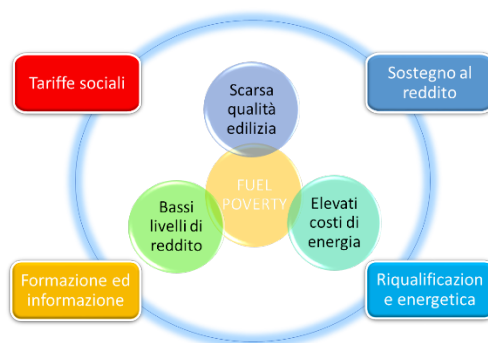 Tariffe sociali
Sostegno al
reddito
Scarsa
qualità
edilizia
FUEL
POVERTY
Bassi
livelli di
reddito
Elevati
costi di
energia
Formazione ed
informazione
Riqualificazion
e energetica